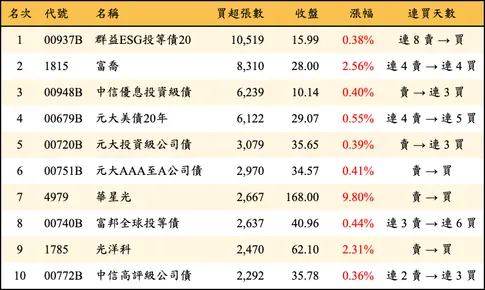 名次 代號 名稱 買超張數 收盤 漲幅 連買天數
1 00937B 群益ESG投等債20 10,519 15.99 0.38% 連 8 賣 → 買
2 1815 富喬 8,310 28.00 2.56% 連 4 賣 → 連 4 買
3 00948B 中信優息投資級債 6,239 10.14 0.40% 賣 → 連 3 買
4 00679B 元大美債20年 6,122 29.07 0.55% 連 4 賣 → 連 5 買
5 00720B 元大投資級公司債 3,079 35.65 0.39% 賣 → 連 3 買
6 00751B 元大AAA至A公司債 2,970 34.57 0.41% 賣 → 買
7 4979 華星光 2,667 168.00 9.80% 賣 → 買
8 00740B 富邦全球投等債 2,637 40.96 0.44% 連 3 賣 → 連 6 買
9 1785 光洋科 2,470 62.10 2.31% 賣 → 買
10 00772B 中信高評級公司債 2,292 35.78 0.36% 連 2 賣 → 連 3 買